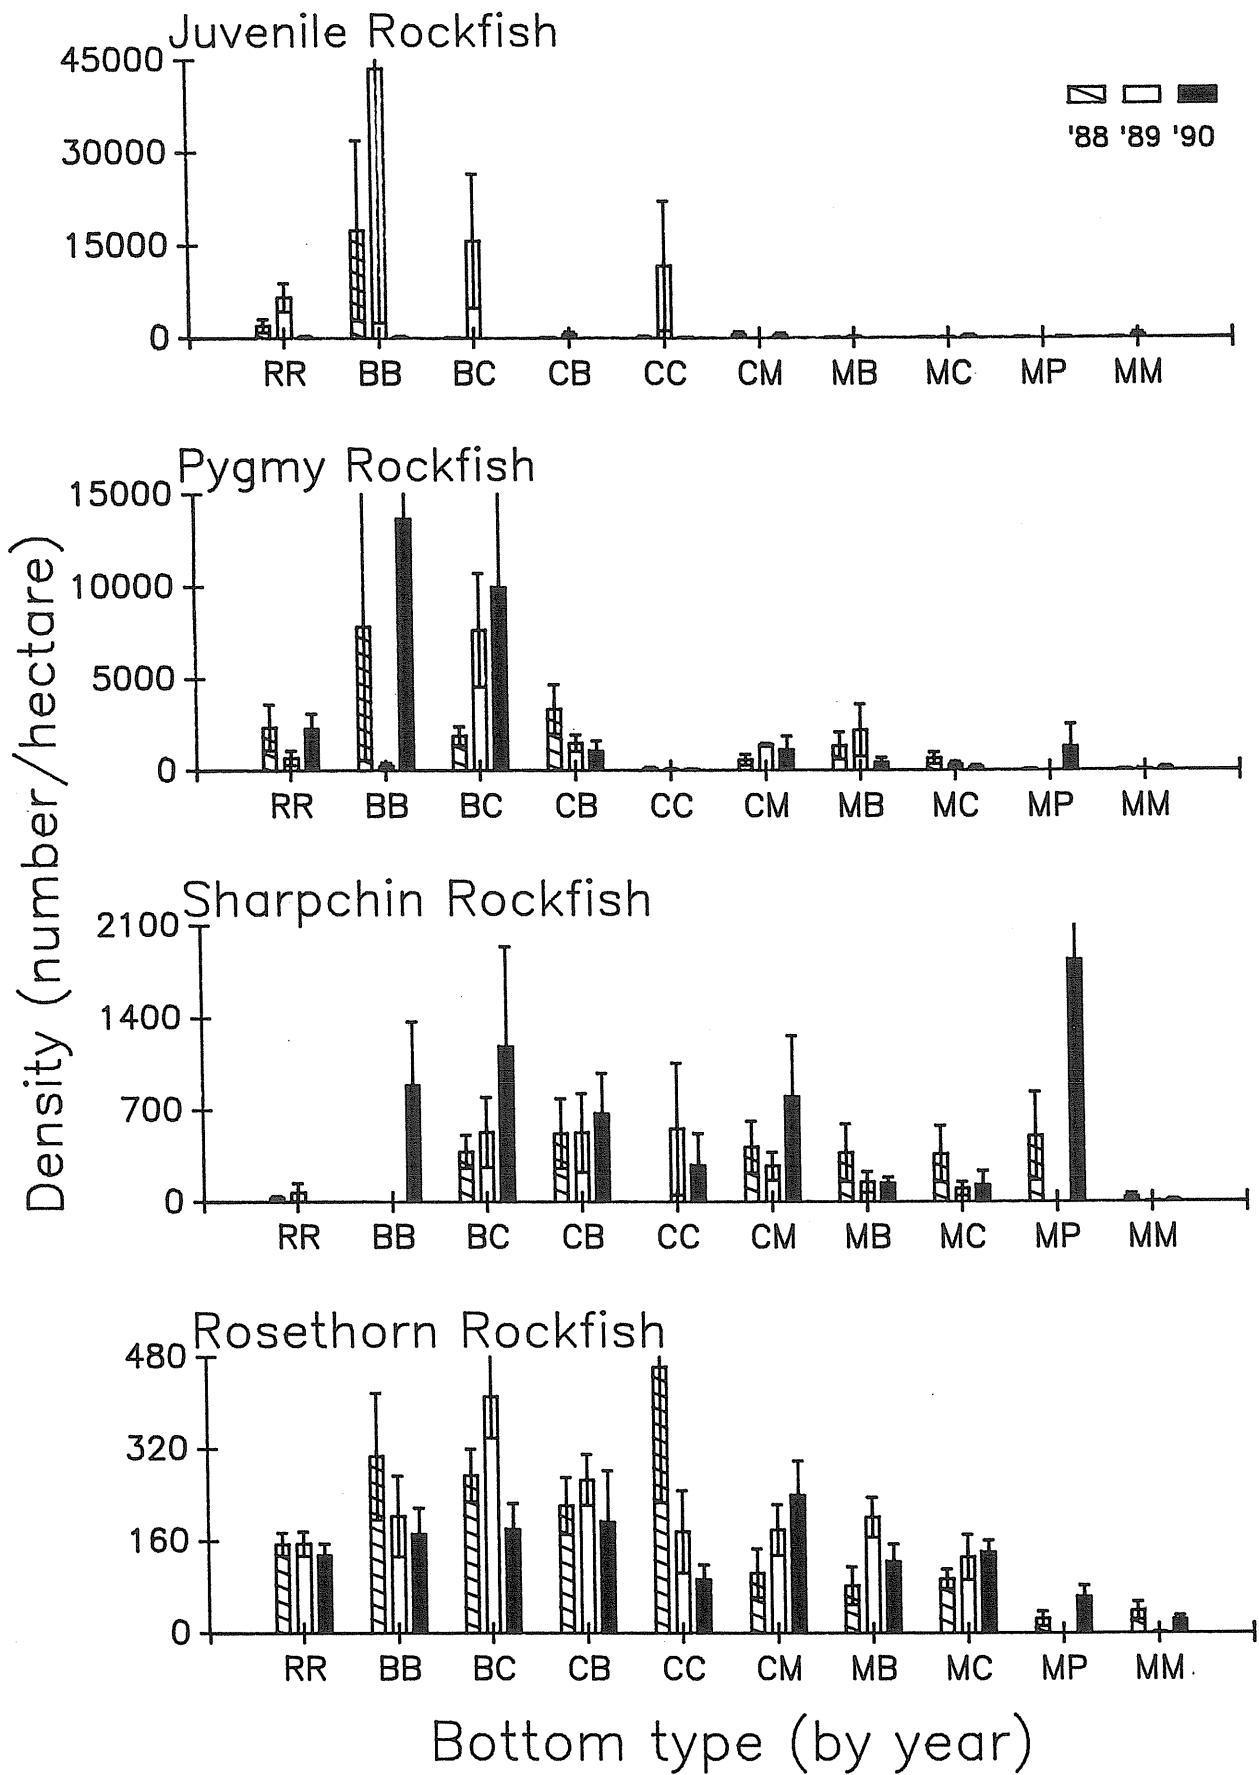 Juvenile Rockfish
45000
30000
15000
0
'88 '89 '90
RR BB BC CB CC CM MB MC MP MM
Pygmy Rockfish
15000
10000
5000
0
RR BB BC CB CC CM MB MC MP MM
Sharpchin Rockfish
2100
1400
700
0
RR BB BC CB CC CM MB MC MP MM
Rosethorn Rockfish
480
320
160
0
RR BB BC CB CC CM MB MC MP MM
Density (number/hectare)
Bottom type (by year)